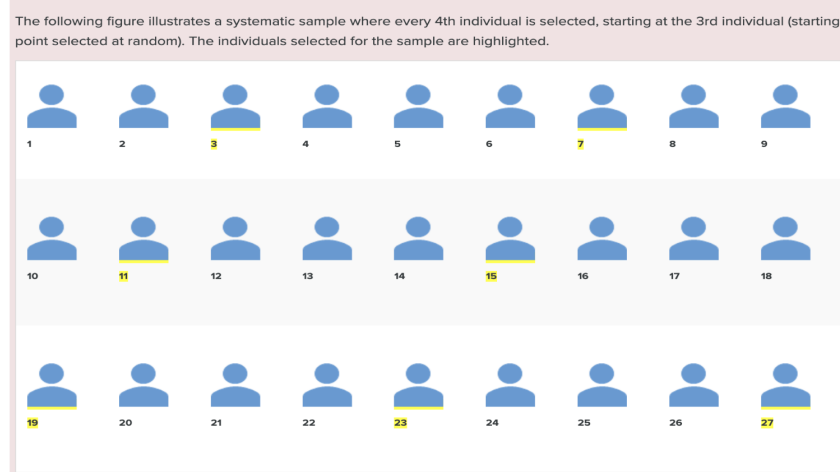 The following figure illustrates a systematic sample where every 4th individual is selected, starting at the 3rd individual (starting
point selected at random). The individuals selected for the sample are highlighted.
1 2 3 4 5 6 7 8 9
10 11 12 13 14 15 16 17 18
19 20 21 22 23 24 25 26 27